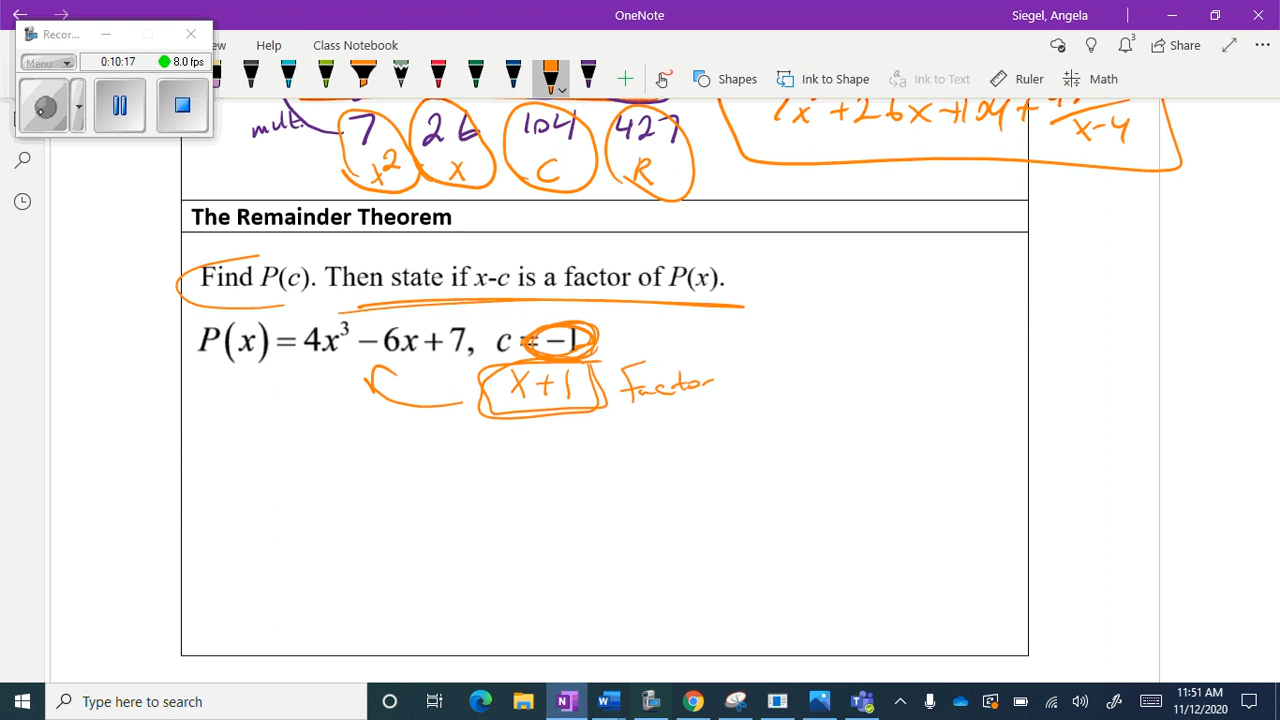 OneNote
Siegel, Angela
Recor...
ew Help Class Notebook
Share
Menu 0:10:17 8.0 fps
Shapes Ink to Shape Ink to Text Ruler Math
mult. 7 26 104 427
x² x C R
x² + 26x + 104 +
x-4
The Remainder Theorem
Find P(c). Then state if x-c is a factor of P(x).
P(x) = 4x³ − 6x + 7, c = −1
x+1 Factor
Type here to search
11:51 AM
11/12/2020